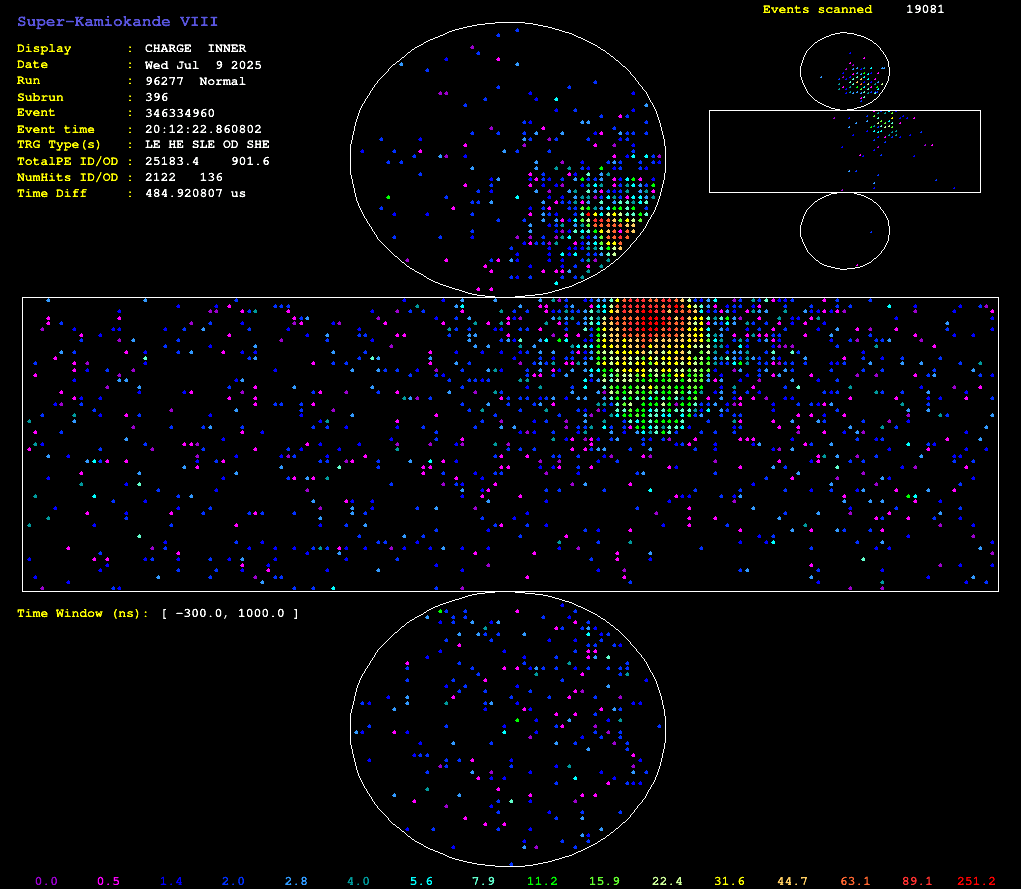 Super-Kamiokande VIII
Events scanned 19081
Display : CHARGE INNER
Date : Wed Jul 9 2025
Run : 96277 Normal
Subrun : 396
Event : 346334960
Event time : 20:12:22.860802
TRG Type(s) : LE HE SLE OD SHE
TotalPE ID/OD : 25183.4 901.6
NumHits ID/OD : 2122 136
Time Diff : 484.920807 us
Time Window (ns): [ -300.0, 1000.0 ]
0.0 0.5 1.4 2.0 2.8 4.0 5.6 7.9 11.2 15.9 22.4 31.6 44.7 63.1 89.1 251.2